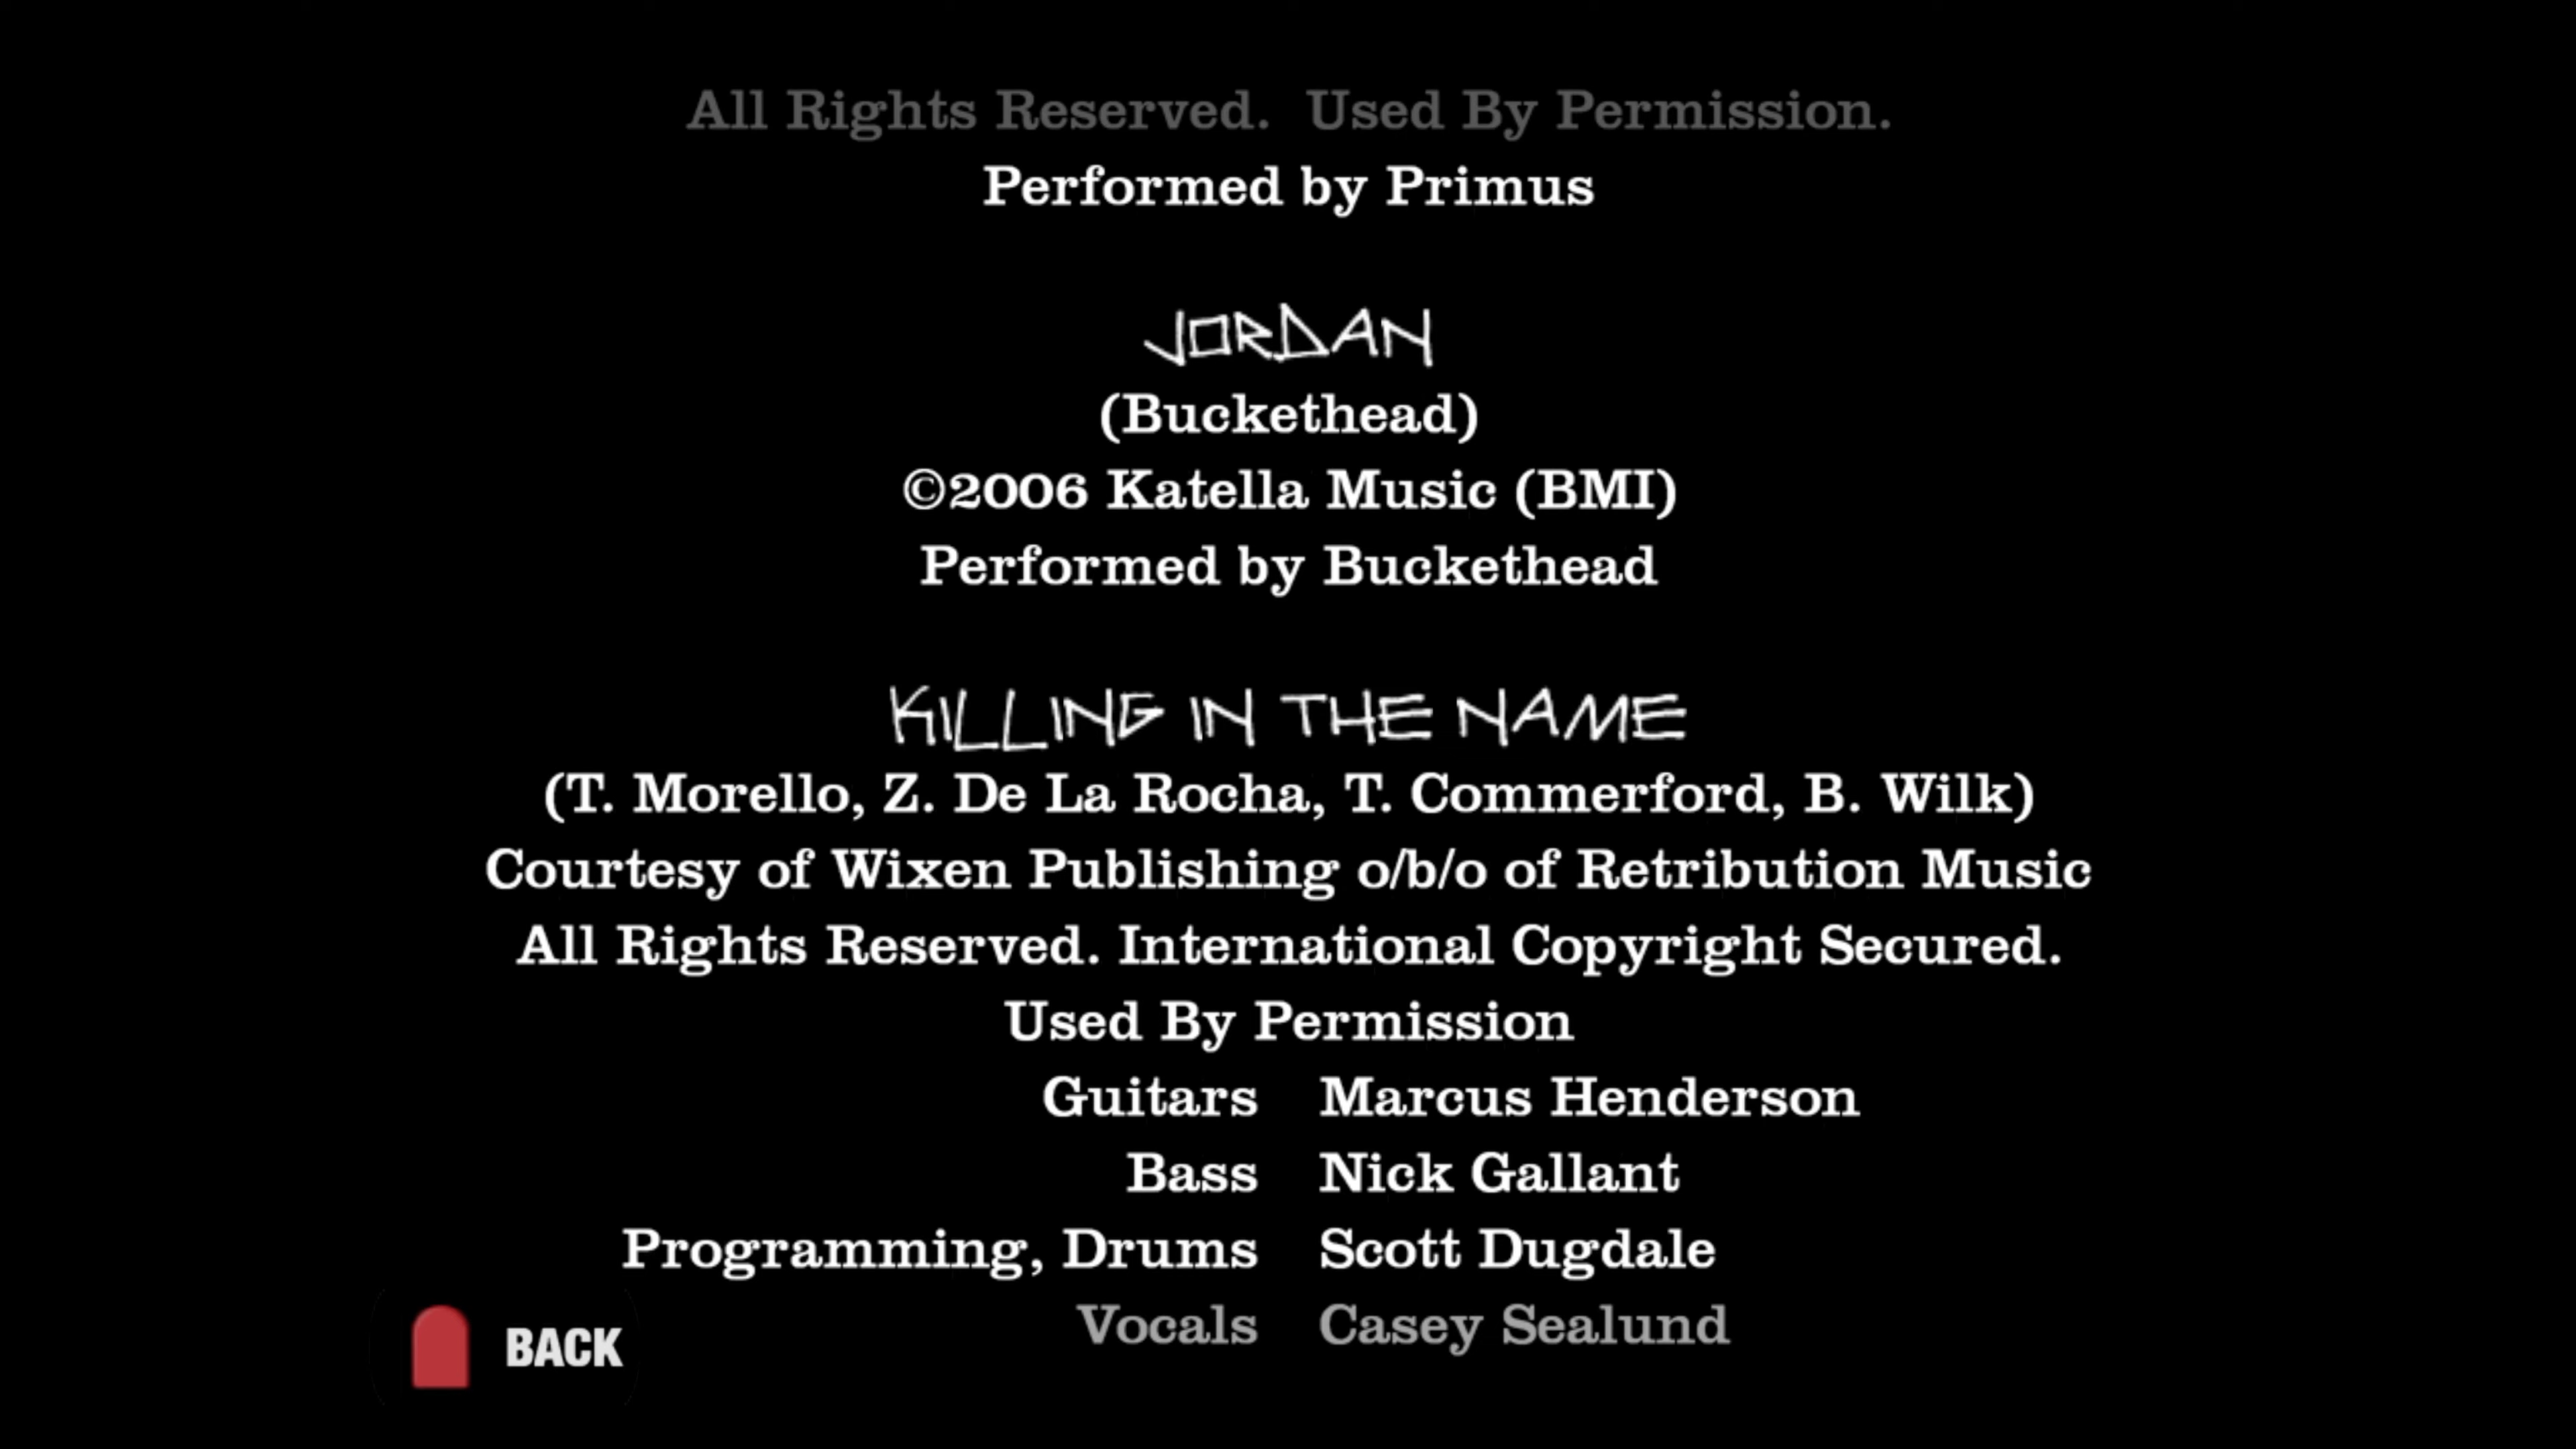 All Rights Reserved.  Used By Permission.
Performed by Primus
JORDAN
(Buckethead)
©2006 Katella Music (BMI)
Performed by Buckethead
KILLING IN THE NAME
(T. Morello, Z. De La Rocha, T. Commerford, B. Wilk)
Courtesy of Wixen Publishing o/b/o of Retribution Music
All Rights Reserved. International Copyright Secured.
Used By Permission
Guitars Marcus Henderson
Bass Nick Gallant
Programming, Drums Scott Dugdale
Vocals Casey Sealund
BACK